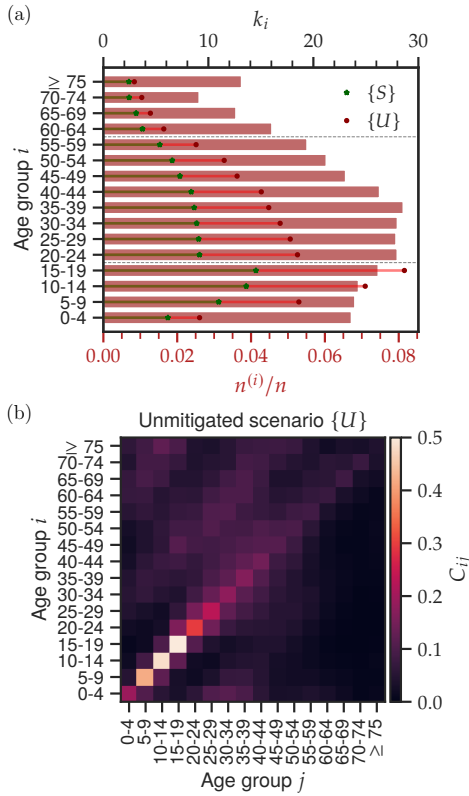 (a)
k_i
0 10 20 30
Age group i
≥ 75
70-74
65-69
60-64
55-59
50-54
45-49
40-44
35-39
30-34
25-29
20-24
15-19
10-14
5-9
0-4
{S}
{U}
0.00 0.02 0.04 0.06 0.08
n^(i)/n
(b)
Unmitigated scenario {U}
Age group i
≥ 75
70-74
65-69
60-64
55-59
50-54
45-49
40-44
35-39
30-34
25-29
20-24
15-19
10-14
5-9
0-4
0.5
0.4
0.3
0.2
0.1
0.0
C_ij
0-4 5-9 10-14 15-19 20-24 25-29 30-34 35-39 40-44 45-49 50-54 55-59 60-64 65-69 70-74 ≥ 75
Age group j